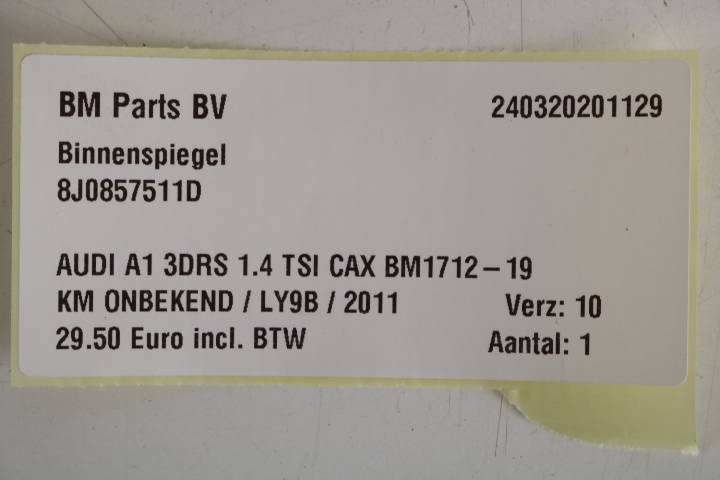 BM Parts BV 240320201129
Binnenspiegel
8J0857511D
AUDI A1 3DRS 1.4 TSI CAX BM1712-19
KM ONBEKEND / LY9B / 2011 Verz: 10
29.50 Euro incl. BTW Aantal: 1